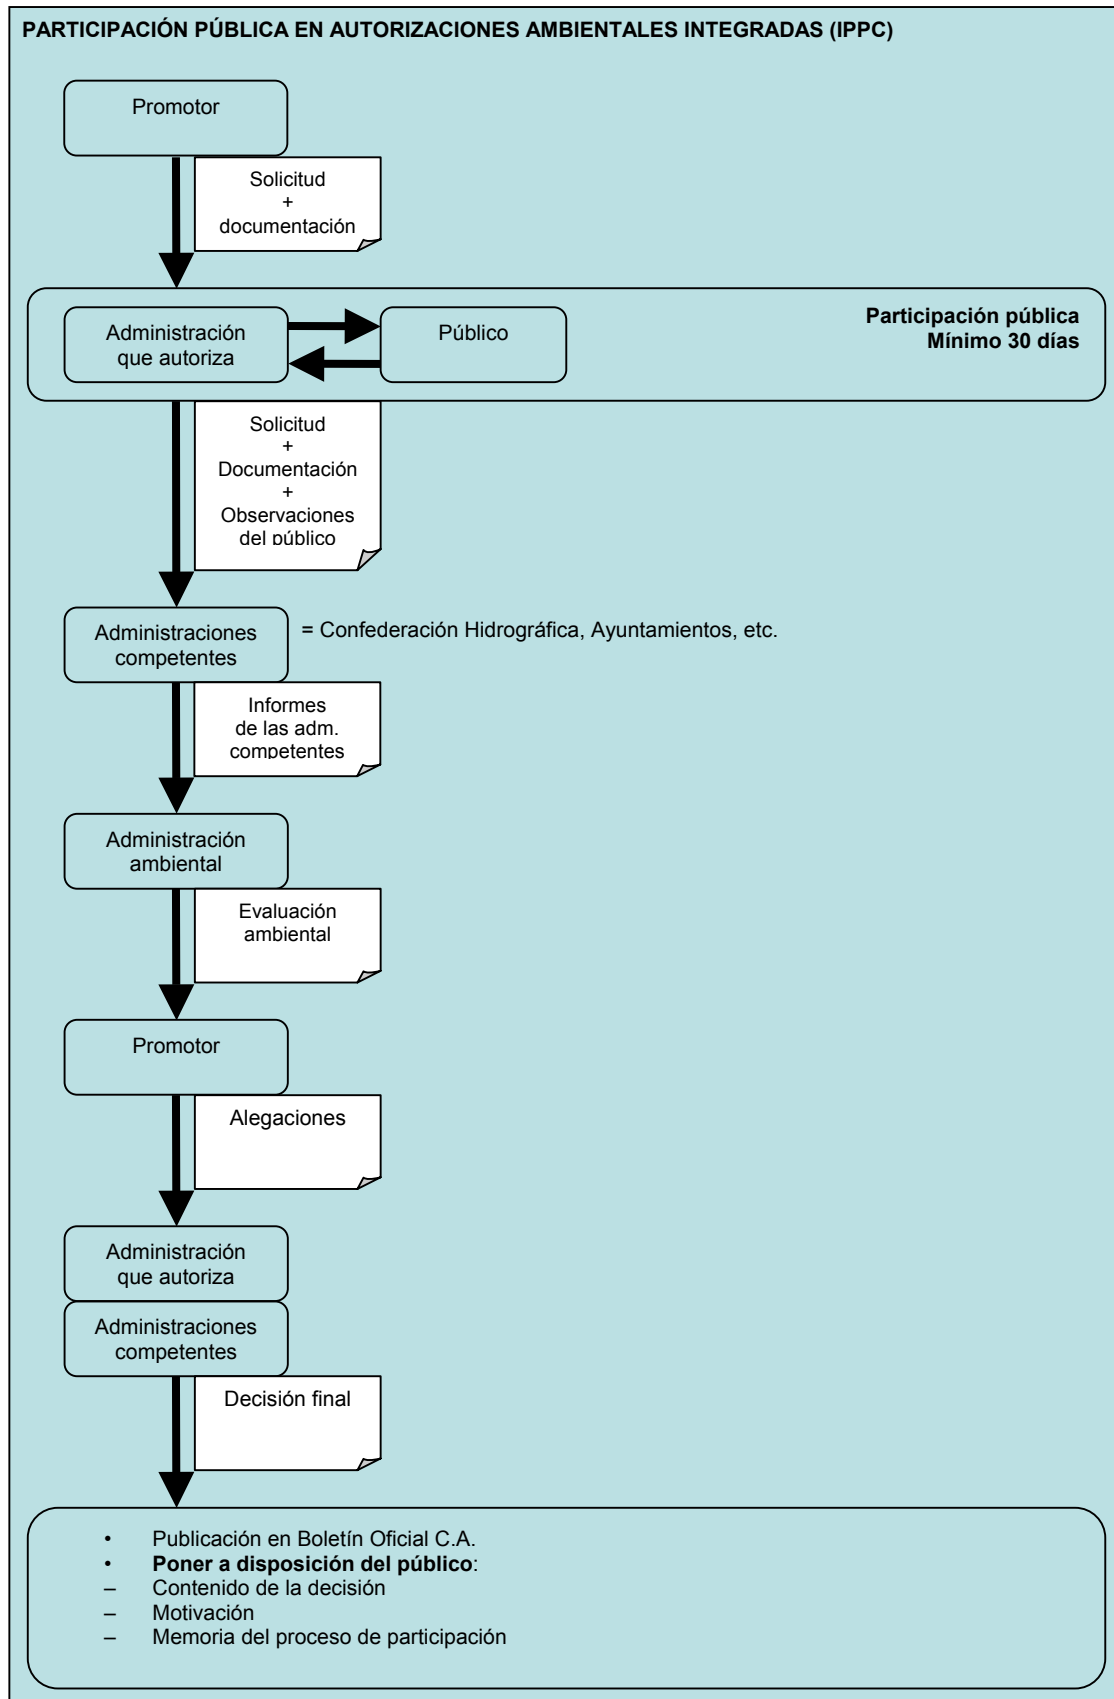 PARTICIPACIÓN PÚBLICA EN AUTORIZACIONES AMBIENTALES INTEGRADAS (IPPC)
Promotor
Solicitud
+
documentación
Administración
que autoriza
Público
Participación pública
Mínimo 30 días
Solicitud
+
Documentación
+
Observaciones
del público
Administraciones
competentes
= Confederación Hidrográfica, Ayuntamientos, etc.
Informes
de las adm.
competentes
Administración
ambiental
Evaluación
ambiental
Promotor
Alegaciones
Administración
que autoriza
Administraciones
competentes
Decisión final
• Publicación en Boletín Oficial C.A.
• Poner a disposición del público:
– Contenido de la decisión
– Motivación
– Memoria del proceso de participación